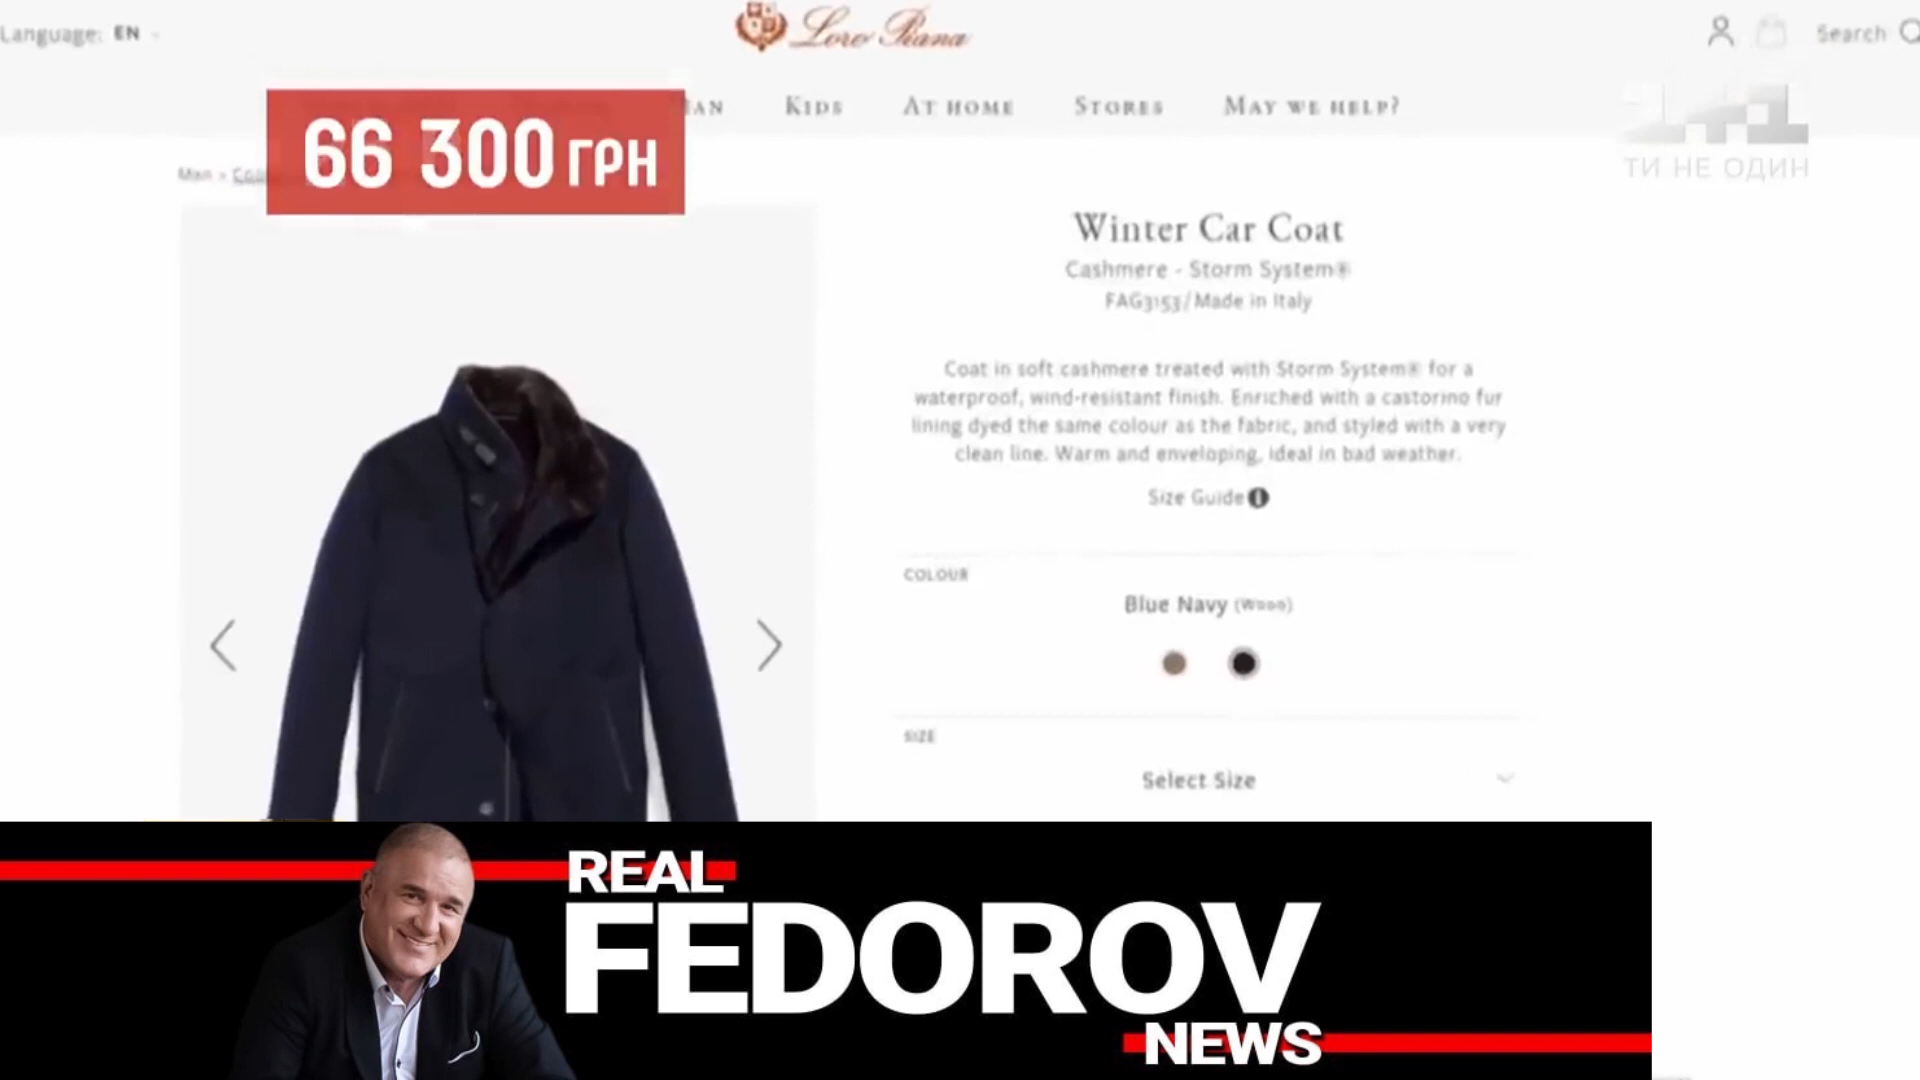 Language: EN
Loro Piana
Search
KIDS
AT HOME
STORES
MAY WE HELP?
66 300 ГРН
ТИ НЕ ОДИН
Man >
Winter Car Coat
Cashmere - Storm System®
FAG3153/Made in Italy
Coat in soft cashmere treated with Storm System® for a
waterproof, wind-resistant finish. Enriched with a castorino fur
lining dyed the same colour as the fabric, and styled with a very
clean line. Warm and enveloping, ideal in bad weather.
Size Guide
COLOUR
Blue Navy
SIZE
Select Size
REAL
FEDOROV
NEWS